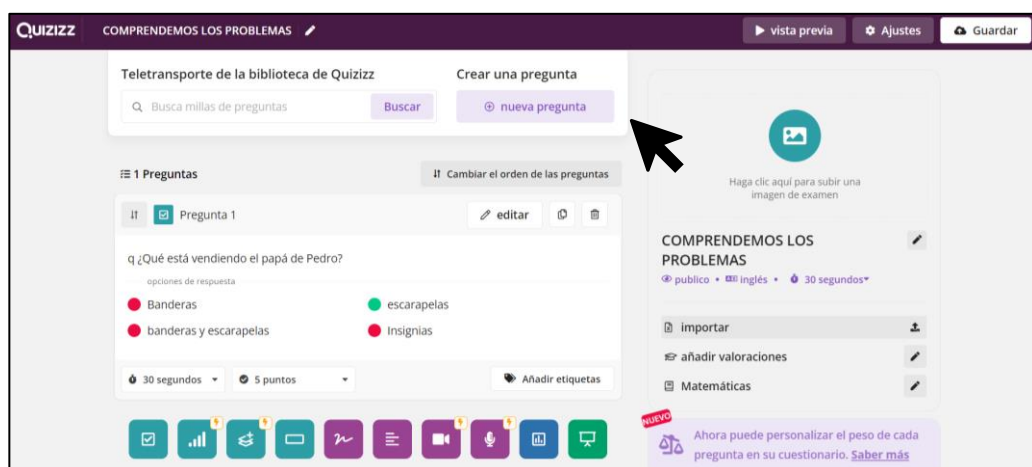 QUIZIZZ COMPRENDEMOS LOS PROBLEMAS vista previa Ajustes Guardar
Teletransporte de la biblioteca de Quizizz
Busca millas de preguntas Buscar
Crear una pregunta
nueva pregunta
1 Preguntas Cambiar el orden de las preguntas
Pregunta 1 editar
q ¿Qué está vendiendo el papá de Pedro?
opciones de respuesta
Banderas escarapelas
banderas y escarapelas Insignias
30 segundos 5 puntos Añadir etiquetas
Haga clic aquí para subir una
imagen de examen
COMPRENDEMOS LOS
PROBLEMAS
publico • inglés • 30 segundos
importar
añadir valoraciones
Matemáticas
NUEVO
Ahora puede personalizar el peso de cada
pregunta en su cuestionario. Saber más